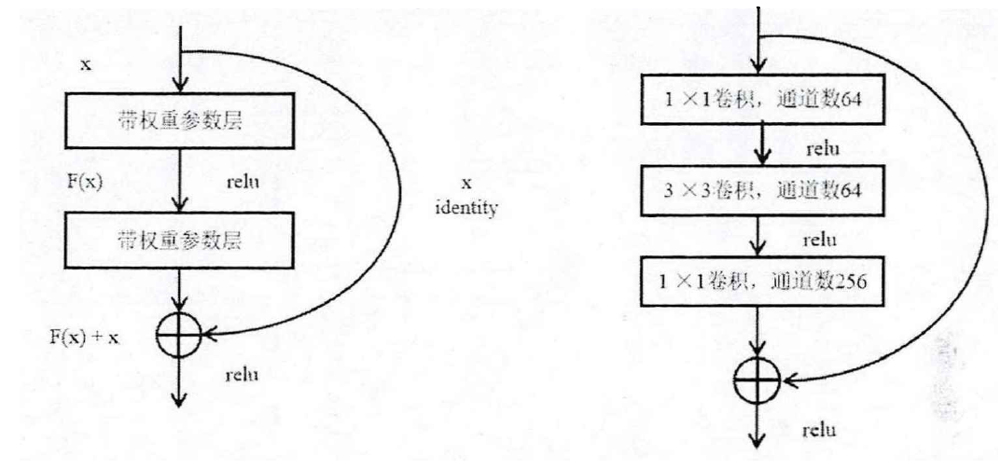 x
带权重参数层
F(x)
relu
x
identity
带权重参数层
F(x) + x
relu
1×1卷积，通道数64
relu
3×3卷积，通道数64
relu
1×1卷积，通道数256
relu